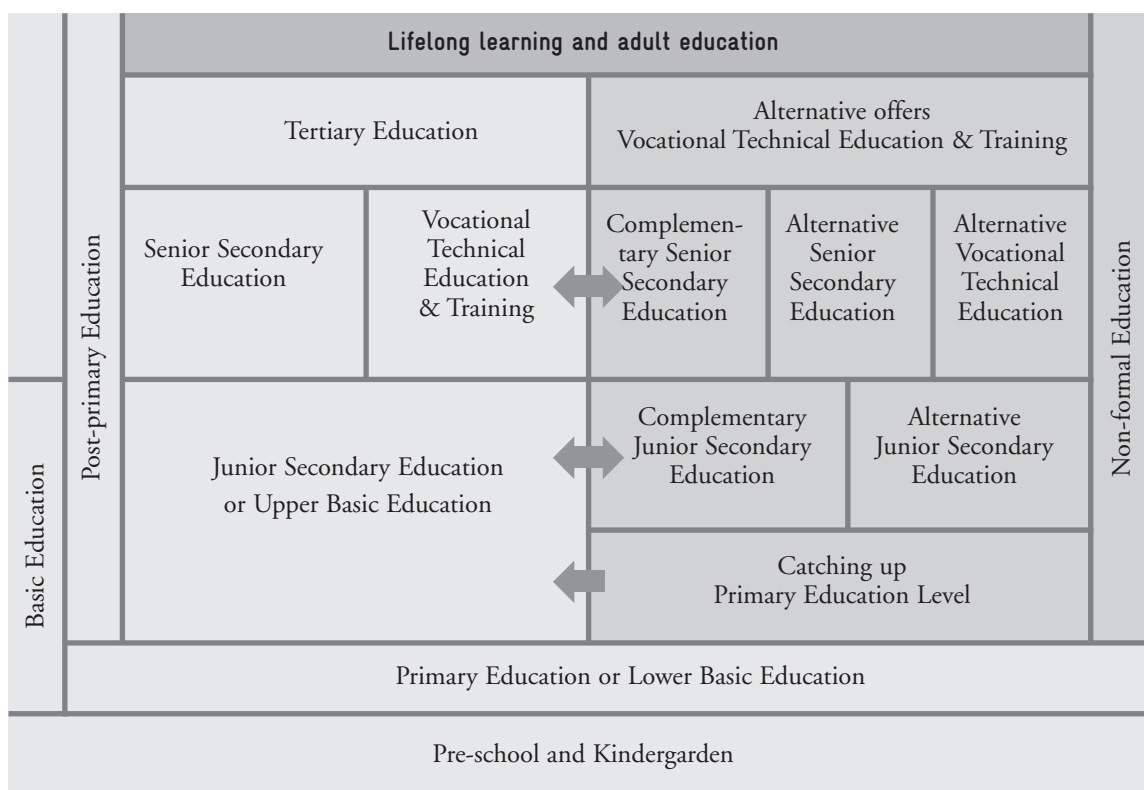 Lifelong learning and adult education
Tertiary Education
Alternative offers
Vocational Technical Education & Training
Senior Secondary
Education
Vocational
Technical
Education
& Training
Complemen-
tary Senior
Secondary
Education
Alternative
Senior
Secondary
Education
Alternative
Vocational
Technical
Education
Post-primary Education
Non-formal Education
Basic Education
Junior Secondary Education
or Upper Basic Education
Complementary
Junior Secondary
Education
Alternative
Junior Secondary
Education
Catching up
Primary Education Level
Primary Education or Lower Basic Education
Pre-school and Kindergarden